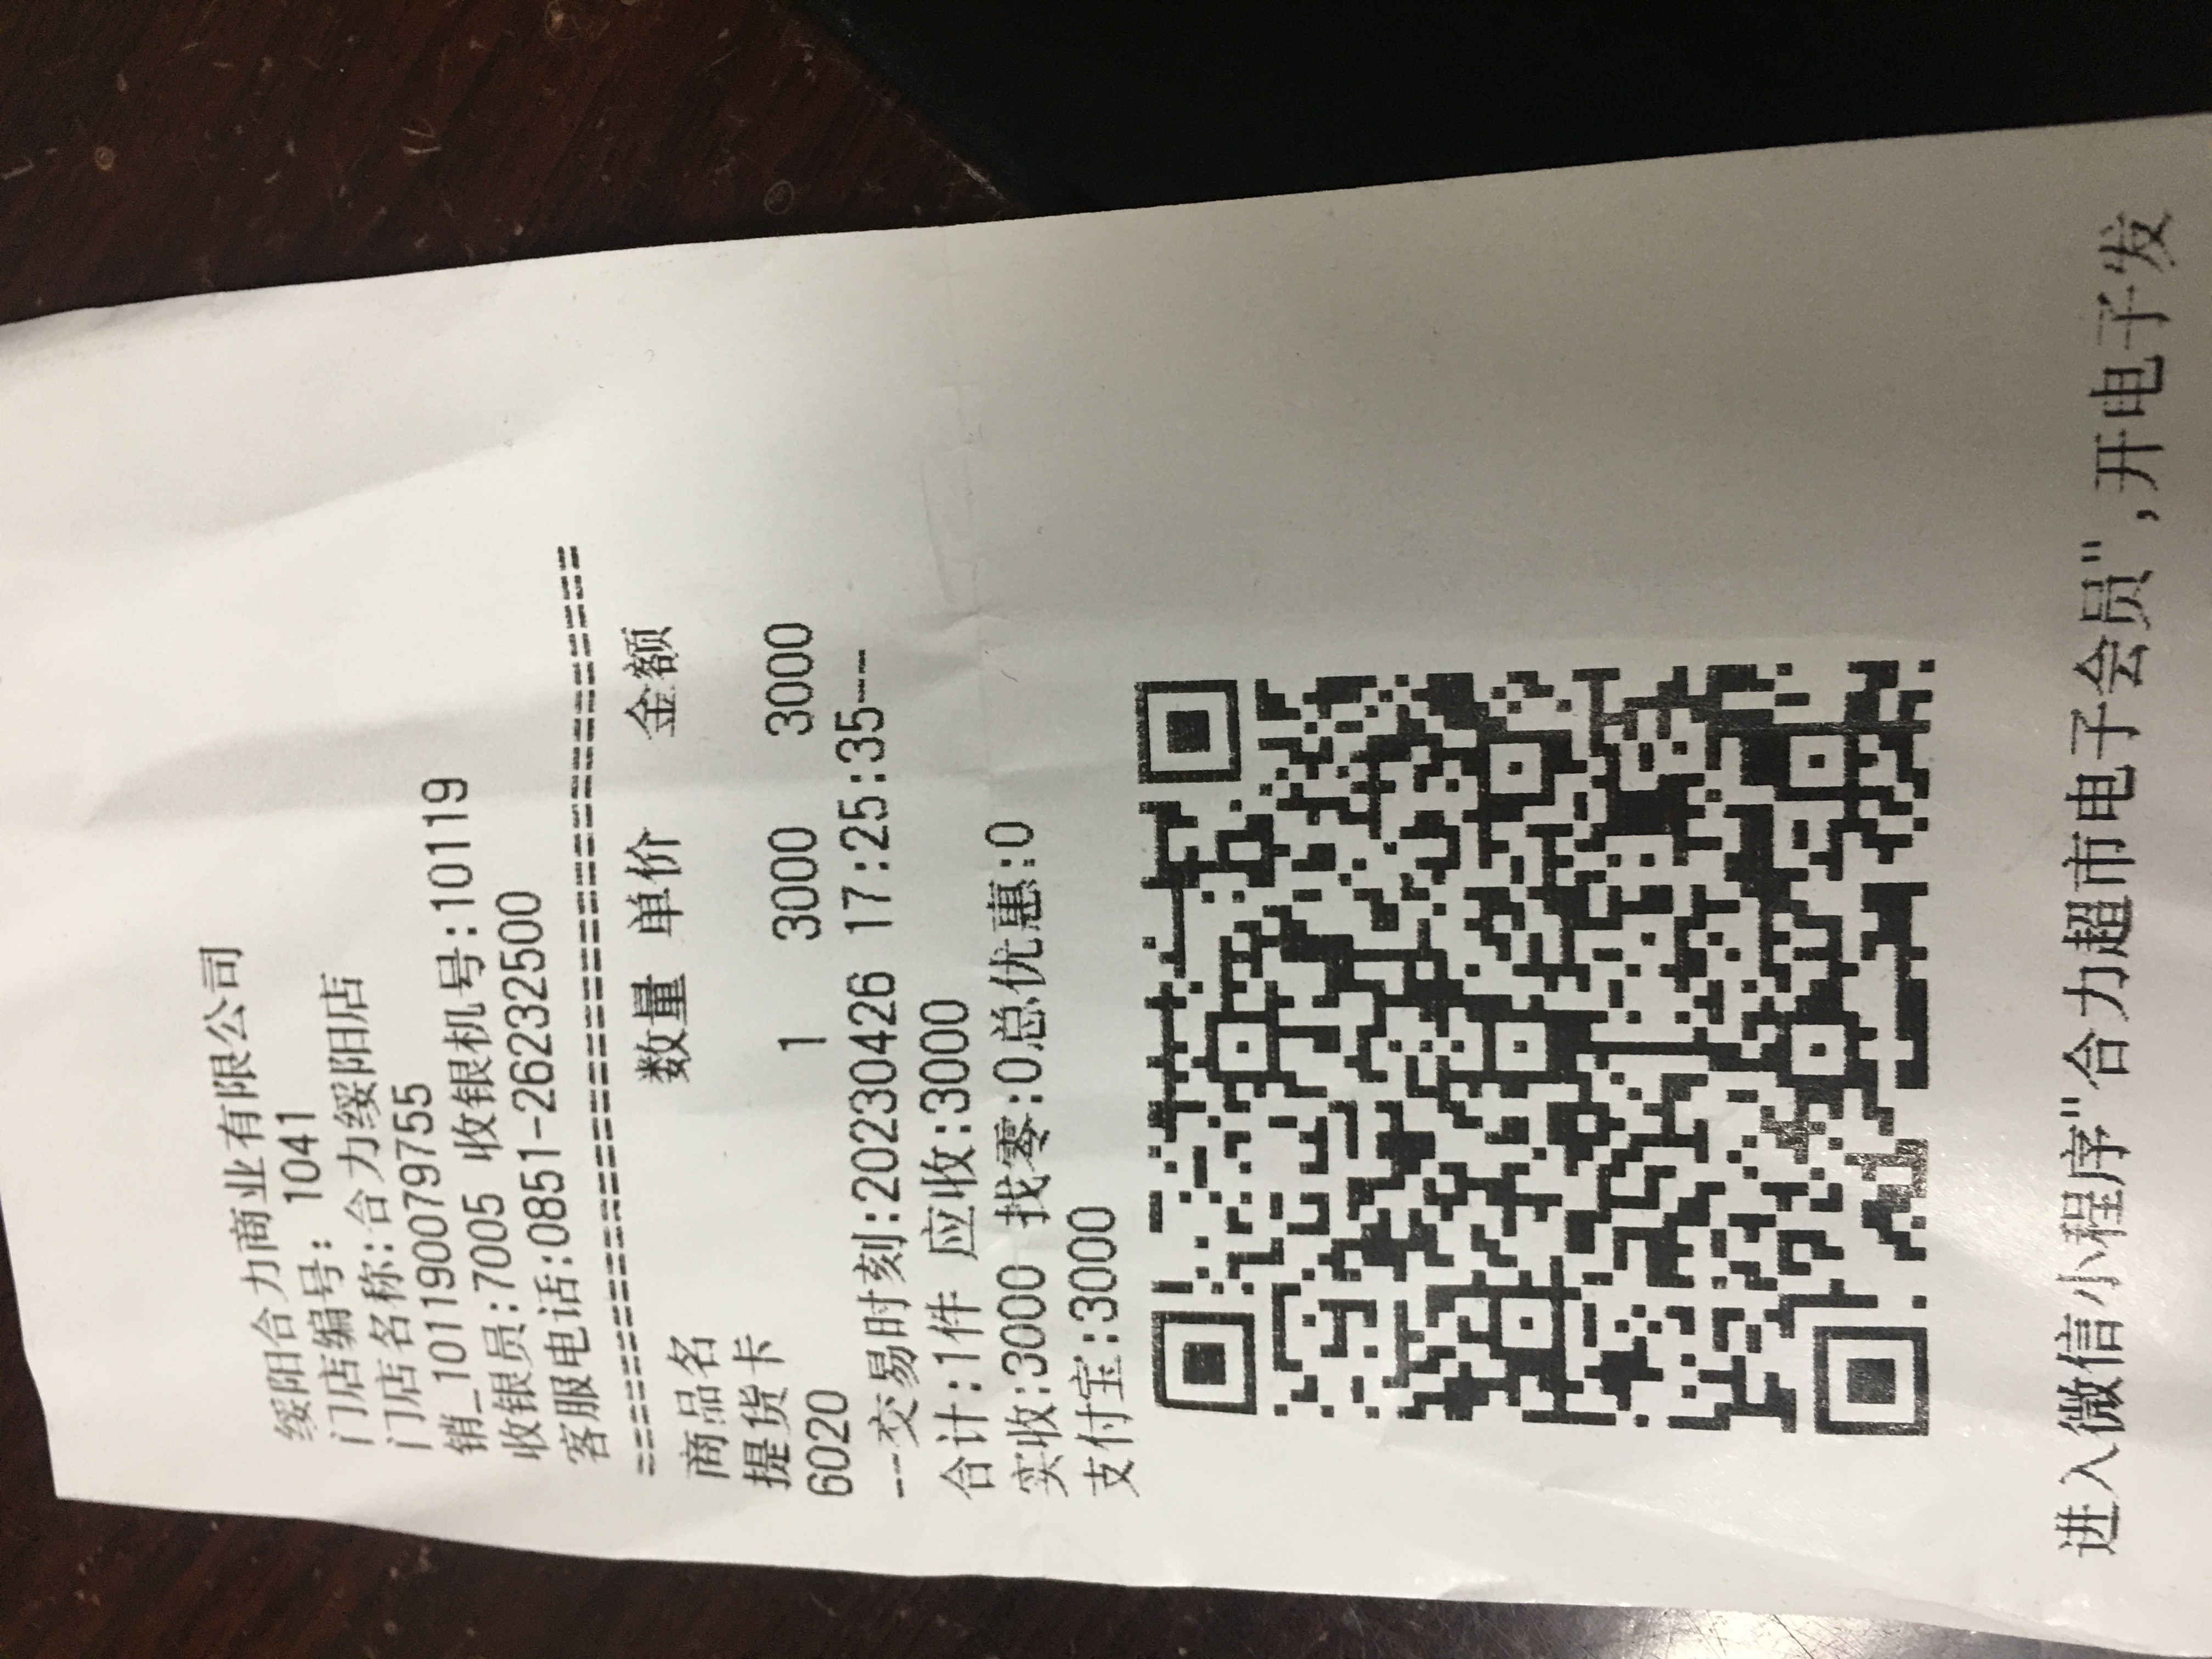 绥阳合力商业有限公司
门店编号: 1041
门店名称:合力绥阳店
销_101190079755
收银员:7005 收银机号:10119
客服电话:0851-26232500
==========================================
商品名 数量 单价 金额
提货卡
6020 1 3000 3000
--交易时刻:20230426 17:25:35--
合计:1件 应收:3000
实收:3000 找零:0总优惠:0
支付宝:3000
进入微信小程序"合力超市电子会员",开电子发